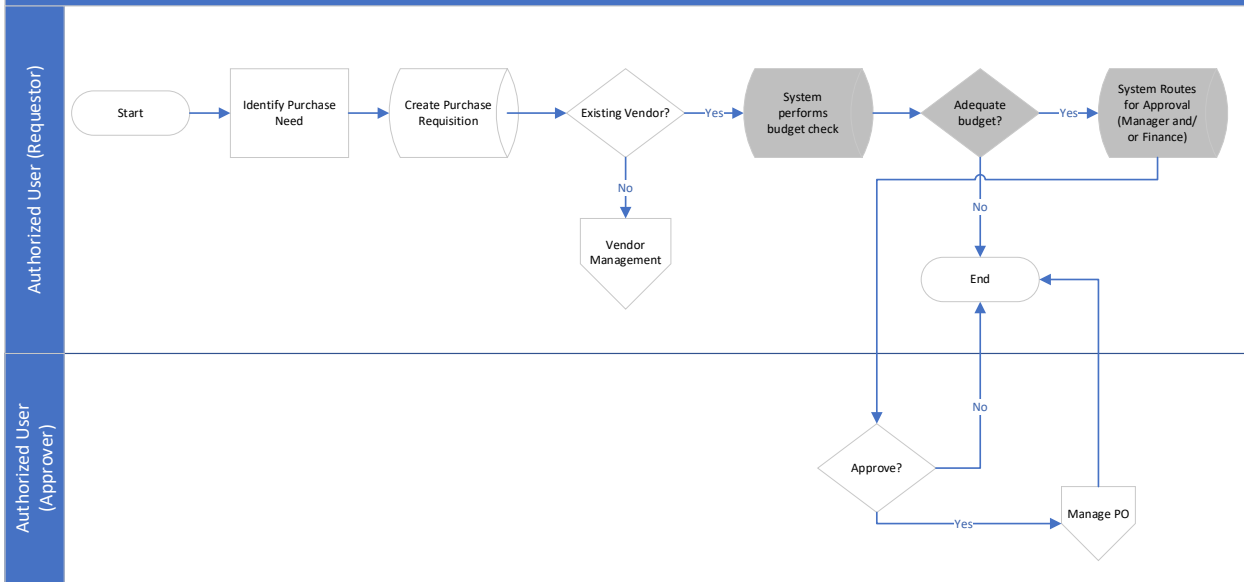 Authorized User (Requestor)
Start
Identify Purchase
Need
Create Purchase
Requisition
Existing Vendor?
Yes
System
performs
budget check
Adequate
budget?
Yes
System Routes
for Approval
(Manager and/
or Finance)
No
No
Vendor
Management
End
Authorized User
(Approver)
No
Approve?
Yes
Manage PO